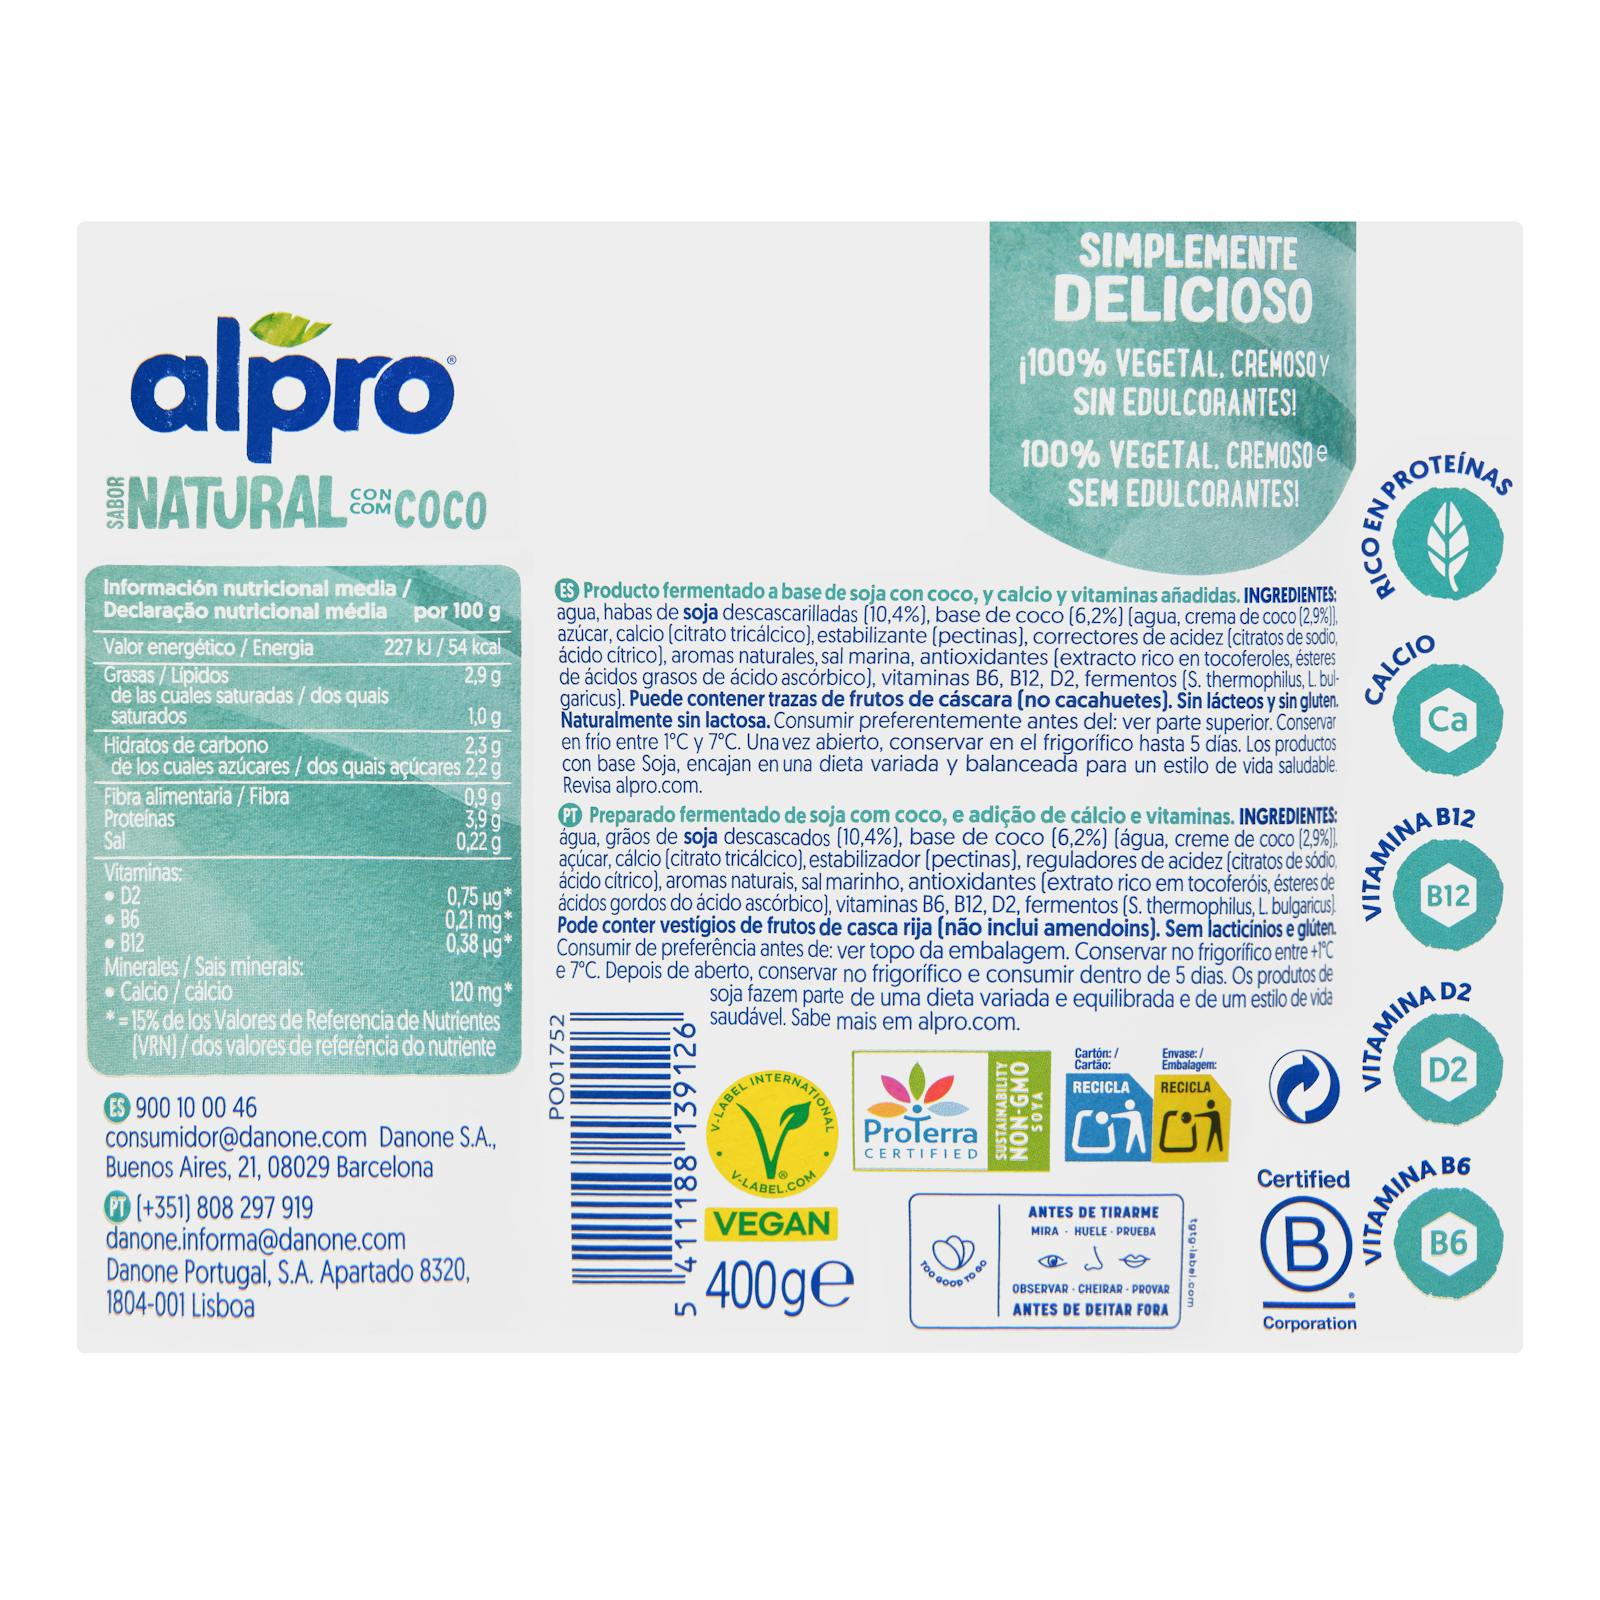 SIMPLEMENTE
DELICIOSO
¡100% VEGETAL, CREMOSO Y
SIN EDULCORANTES!
100% VEGETAL, CREMOSO e
SEM EDULCORANTES!
alpro®
SABOR NATURAL CON COM COCO
Información nutricional media /
Declaração nutricional média por 100 g
Valor energético / Energia 227 kJ / 54 kcal
Grasas / Lípidos 2,9 g
de las cuales saturadas / dos quais
saturados 1,0 g
Hidratos de carbono 2,3 g
de los cuales azúcares / dos quais açúcares 2,2 g
Fibra alimentaria / Fibra 0,9 g
Proteínas 3,9 g
Sal 0,22 g
Vitaminas:
• D2 0,75 µg*
• B6 0,21 mg*
• B12 0,38 µg*
Minerales / Sais minerais:
• Calcio / cálcio 120 mg*
* = 15% de los Valores de Referencia de Nutrientes
(VRN) / dos valores de referência do nutriente
ES 900 10 00 46
consumidor@danone.com Danone S.A.,
Buenos Aires, 21, 08029 Barcelona
PT (+351) 808 297 919
danone.informa@danone.com
Danone Portugal, S.A. Apartado 8320,
1804-001 Lisboa
ES Producto fermentado a base de soja con coco, y calcio y vitaminas añadidas. INGREDIENTES:
agua, habas de soja descascarilladas (10,4%), base de coco (6,2%) (agua, crema de coco (2,9%)),
azúcar, calcio (citrato tricálcico), estabilizante (pectinas), correctores de acidez (citratos de sodio,
ácido cítrico), aromas naturales, sal marina, antioxidantes (extracto rico en tocoferoles, ésteres
de ácidos grasos de ácido ascórbico), vitaminas B6, B12, D2, fermentos (S. thermophilus, L. bul-
garicus). Puede contener trazas de frutos de cáscara (no cacahuetes). Sin lácteos y sin gluten.
Naturalmente sin lactosa. Consumir preferentemente antes del: ver parte superior. Conservar
en frío entre 1°C y 7°C. Una vez abierto, conservar en el frigorífico hasta 5 días. Los productos
con base Soja, encajan en una dieta variada y balanceada para un estilo de vida saludable.
Revisa alpro.com.
PT Preparado fermentado de soja com coco, e adição de cálcio e vitaminas. INGREDIENTES:
água, grãos de soja descascados (10,4%), base de coco (6,2%) (água, creme de coco (2,9%)),
açúcar, cálcio (citrato tricálcico), estabilizador (pectinas), reguladores de acidez (citratos de sódio,
ácido cítrico), aromas naturais, sal marinho, antioxidantes (extrato rico em tocoferóis, ésteres de
ácidos gordos do ácido ascórbico), vitaminas B6, B12, D2, fermentos (S. thermophilus, L. bulgaricus).
Pode conter vestígios de frutos de casca rija (não inclui amendoins). Sem lacticínios e glúten.
Consumir de preferência antes de: ver topo da embalagem. Conservar no frigorífico entre +1°C
e 7°C. Depois de aberto, conservar no frigorífico e consumir dentro de 5 dias. Os produtos de
soja fazem parte de uma dieta variada e equilibrada e de um estilo de vida
saudável. Sabe mais em alpro.com.
PO01752
5 411188 139126
V-LABEL INTERNATIONAL
V-LABEL.COM
VEGAN
400g e
ProTerra
CERTIFIED
SUSTAINABILITY
NON-GMO
SOYA
Cartón: /
Cartão:
RECICLA
Envase: /
Embalagem:
RECICLA
TOO GOOD TO GO
ANTES DE TIRARME
MIRA · HUELE · PRUEBA
OBSERVAR · CHEIRAR · PROVAR
ANTES DE DEITAR FORA
tgtg-label.com
Certified
B
®
Corporation
RICO EN PROTEÍNAS
CALCIO
Ca
VITAMINA B12
B12
VITAMINA D2
D2
VITAMINA B6
B6